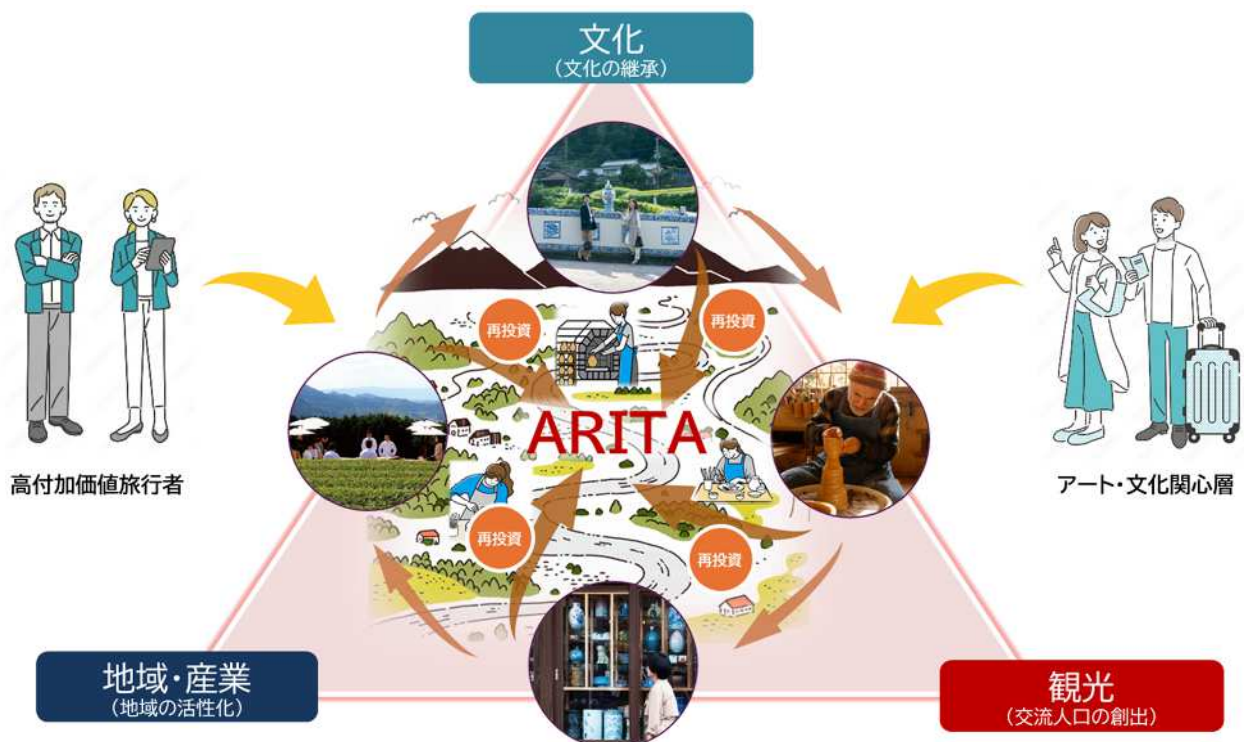 文化
（文化の継承）
再投資
再投資
ARITA
高付加価値旅行者
アート・文化関心層
再投資
再投資
地域・産業
（地域の活性化）
観光
（交流人口の創出）